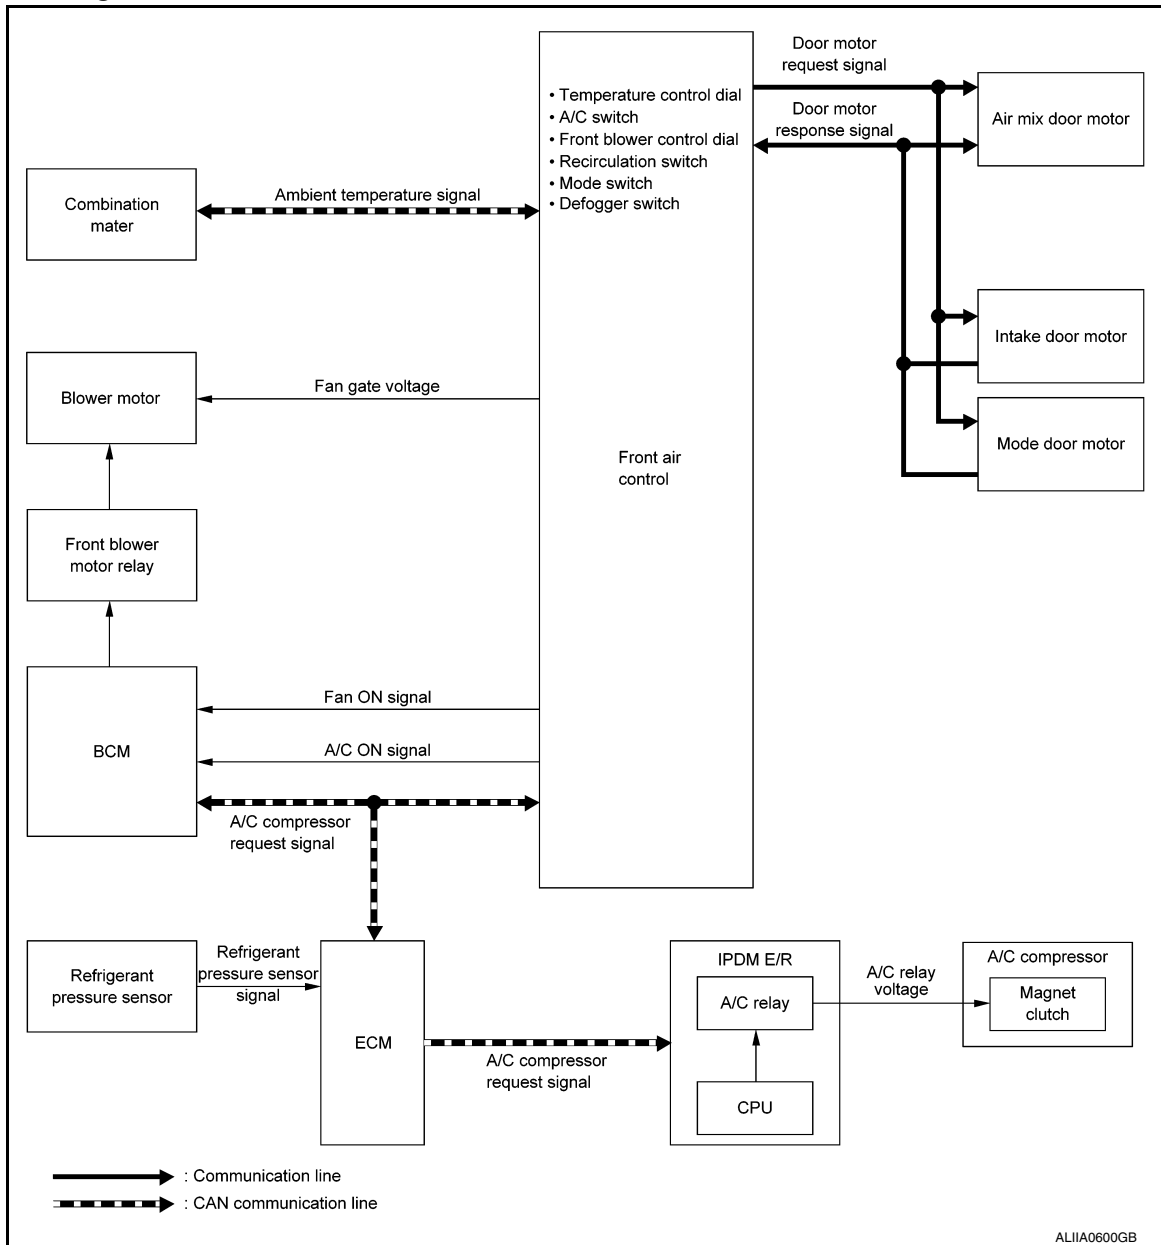 Door motor
request signal
• Temperature control dial
• A/C switch
• Front blower control dial
• Recirculation switch
• Mode switch
• Defogger switch
Door motor
response signal
Air mix door motor
Combination
mater
Ambient temperature signal
Intake door motor
Blower motor
Fan gate voltage
Mode door motor
Front air
control
Front blower
motor relay
Fan ON signal
BCM
A/C ON signal
A/C compressor
request signal
Refrigerant
pressure sensor
Refrigerant
pressure sensor
signal
ECM
A/C compressor
request signal
IPDM E/R
A/C relay
CPU
A/C relay
voltage
A/C compressor
Magnet
clutch
: Communication line
: CAN communication line
ALIIA0600GB